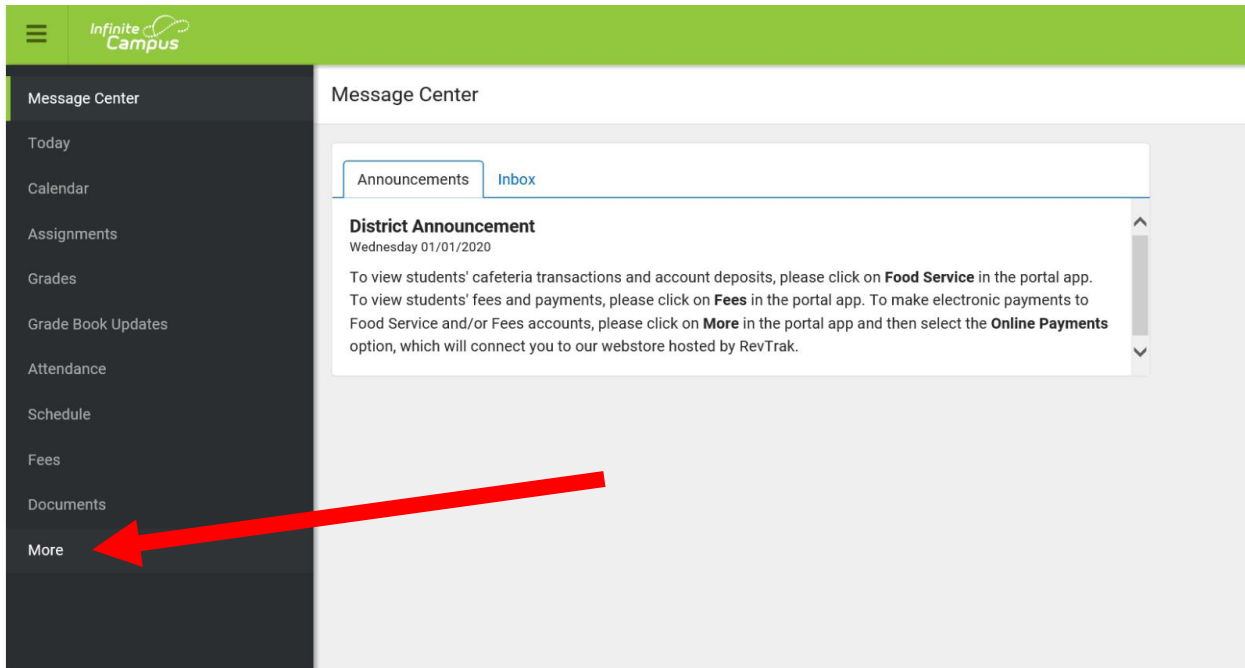 Infinite
Campus
Message Center
Today
Calendar
Assignments
Grades
Grade Book Updates
Attendance
Schedule
Fees
Documents
More
Message Center
Announcements Inbox
District Announcement
Wednesday 01/01/2020
To view students' cafeteria transactions and account deposits, please click on Food Service in the portal app.
To view students' fees and payments, please click on Fees in the portal app. To make electronic payments to
Food Service and/or Fees accounts, please click on More in the portal app and then select the Online Payments
option, which will connect you to our webstore hosted by RevTrak.